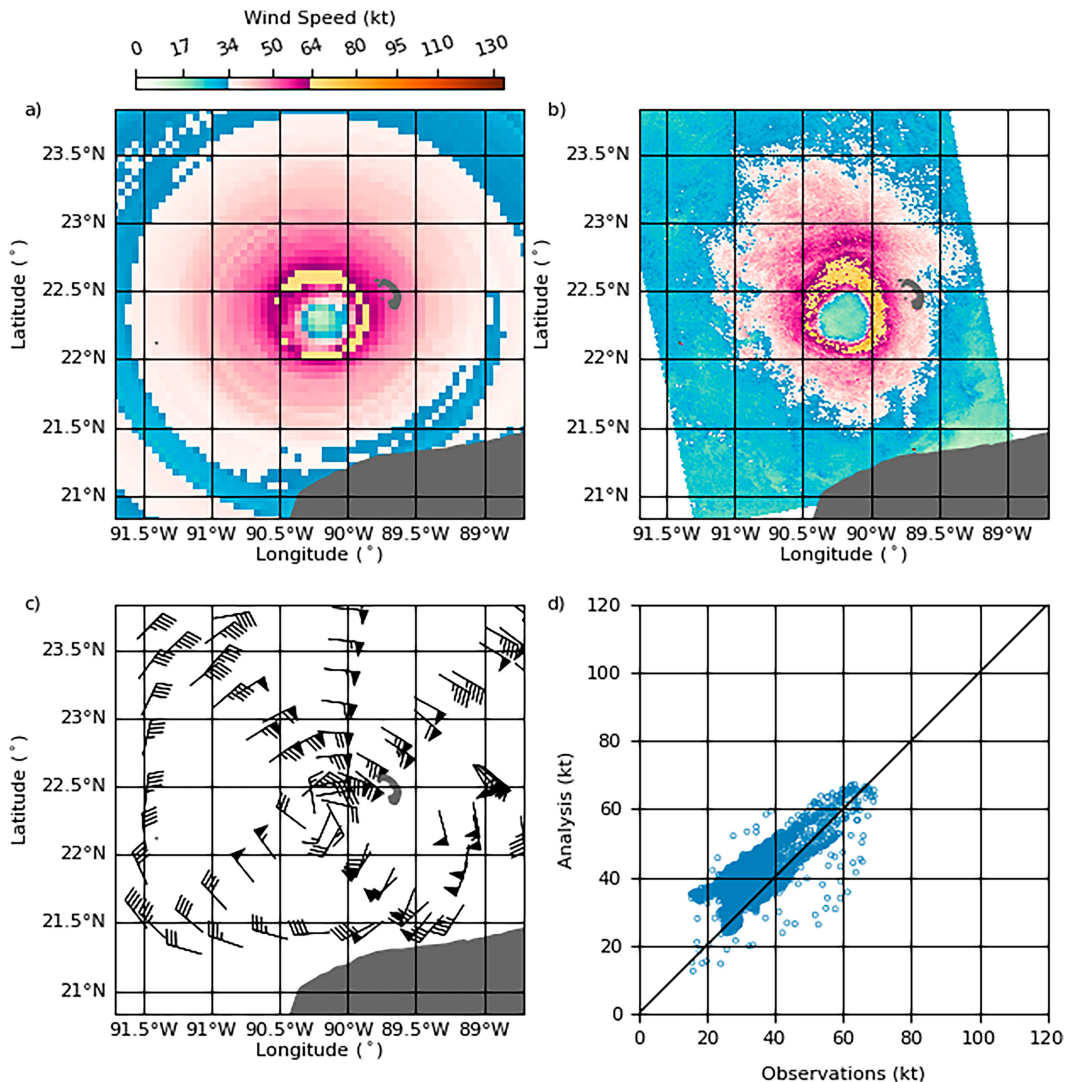 Wind Speed (kt)
0 17 34 50 64 80 95 110 130
a)
23.5°N
23°N
22.5°N
22°N
21.5°N
21°N
Latitude (°)
91.5°W 91°W 90.5°W 90°W 89.5°W 89°W
Longitude (°)
b)
23.5°N
23°N
22.5°N
22°N
21.5°N
21°N
Latitude (°)
91.5°W 91°W 90.5°W 90°W 89.5°W 89°W
Longitude (°)
c)
23.5°N
23°N
22.5°N
22°N
21.5°N
21°N
Latitude (°)
91.5°W 91°W 90.5°W 90°W 89.5°W 89°W
Longitude (°)
d)
120
100
80
60
40
20
0
Analysis (kt)
0 20 40 60 80 100 120
Observations (kt)